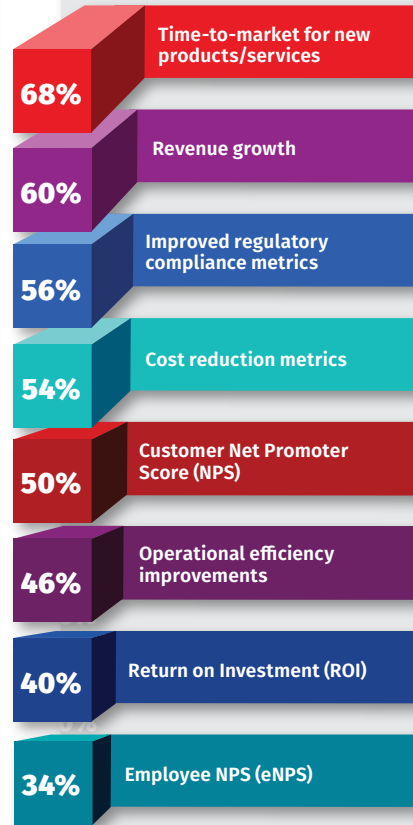 68%
Time-to-market for new
products/services
60%
Revenue growth
56%
Improved regulatory
compliance metrics
54%
Cost reduction metrics
50%
Customer Net Promoter
Score (NPS)
46%
Operational efficiency
improvements
40%
Return on Investment (ROI)
34%
Employee NPS (eNPS)